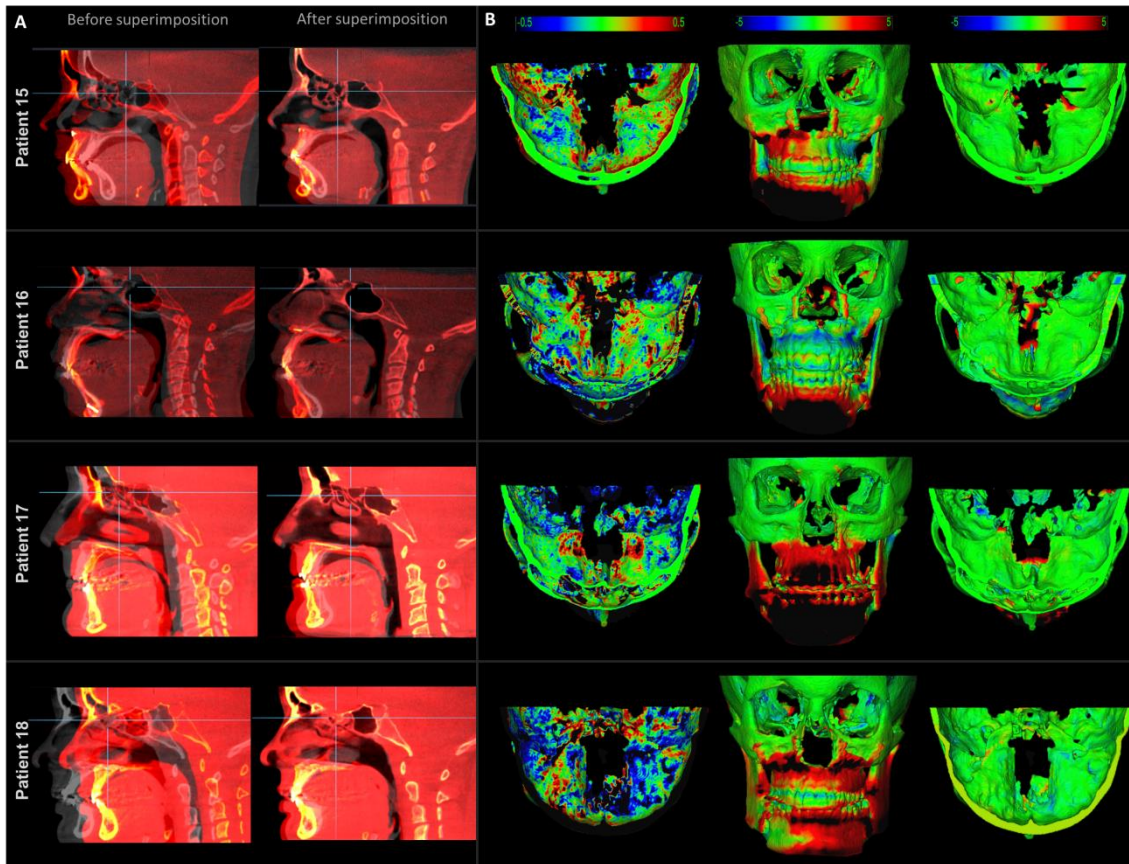 A Before superimposition After superimposition B -0.5 0.5 -5 5 -5 5
Patient 15
Patient 16
Patient 17
Patient 18